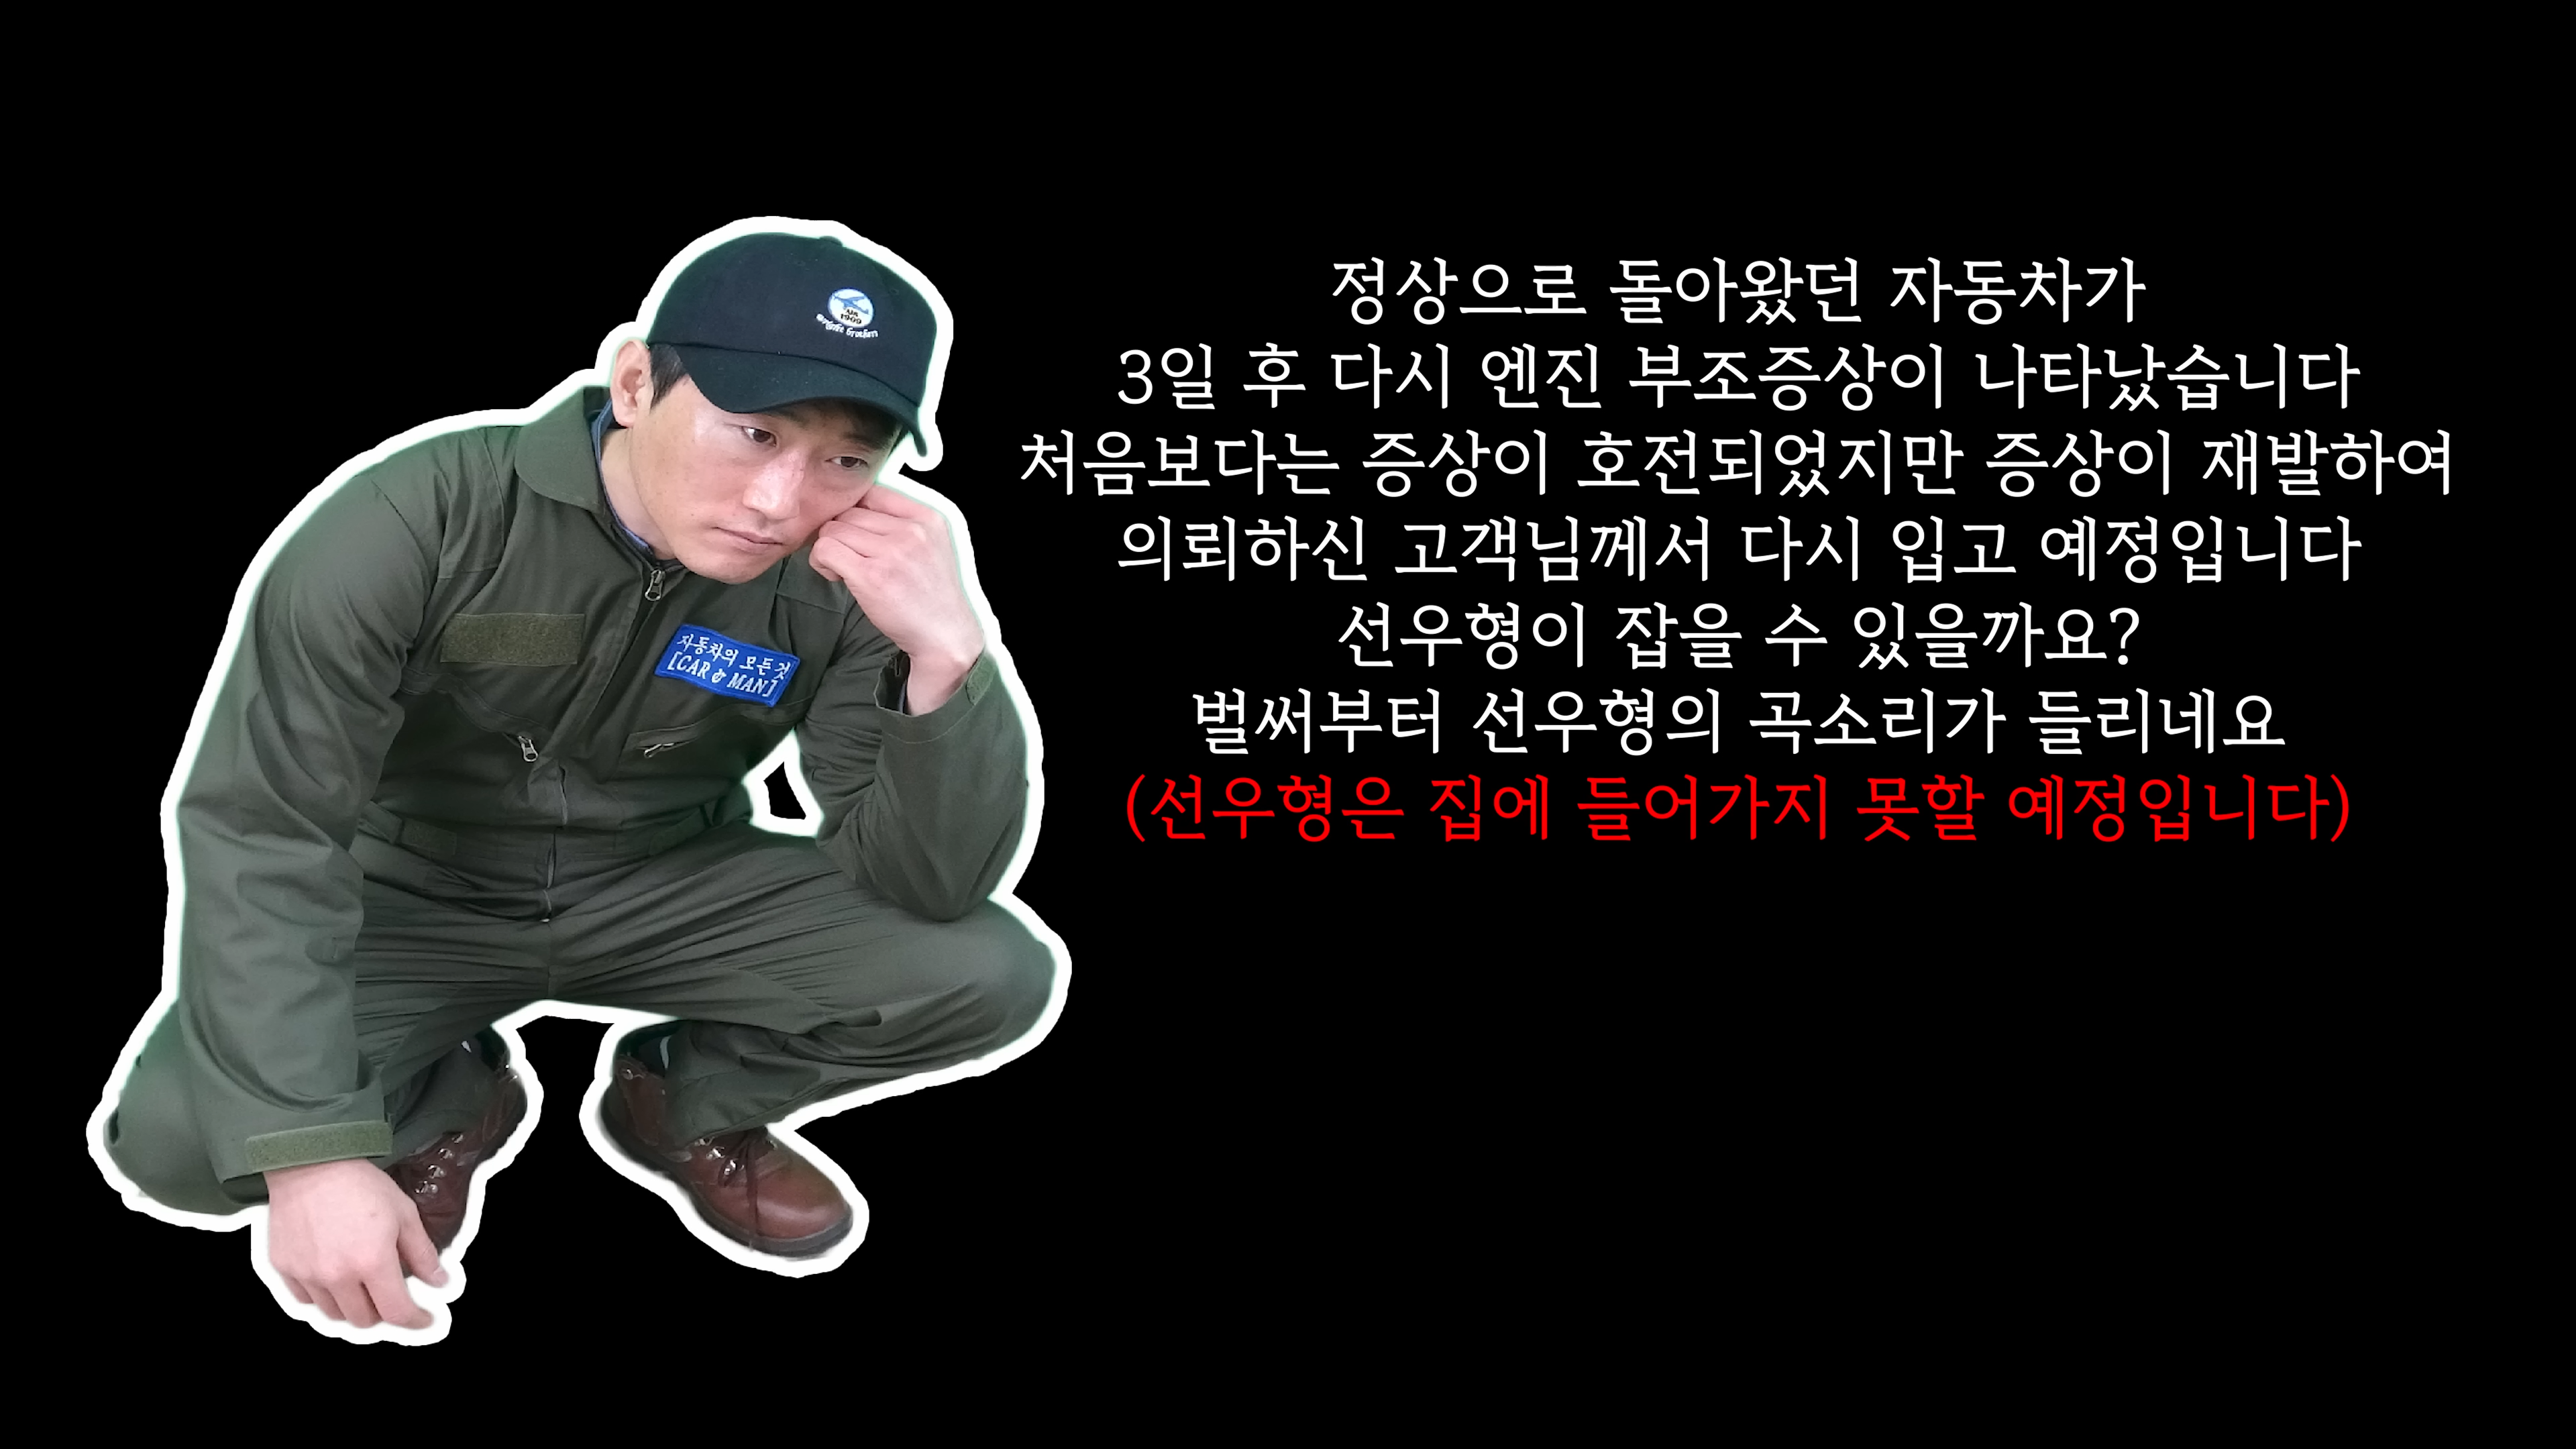 정상으로 돌아왔던 자동차가
3일 후 다시 엔진 부조증상이 나타났습니다
처음보다는 증상이 호전되었지만 증상이 재발하여
의뢰하신 고객님께서 다시 입고 예정입니다
선우형이 잡을 수 있을까요?
벌써부터 선우형의 곡소리가 들리네요
(선우형은 집에 들어가지 못할 예정입니다)
자동차의 모든것
[CAR & MAN]
1909